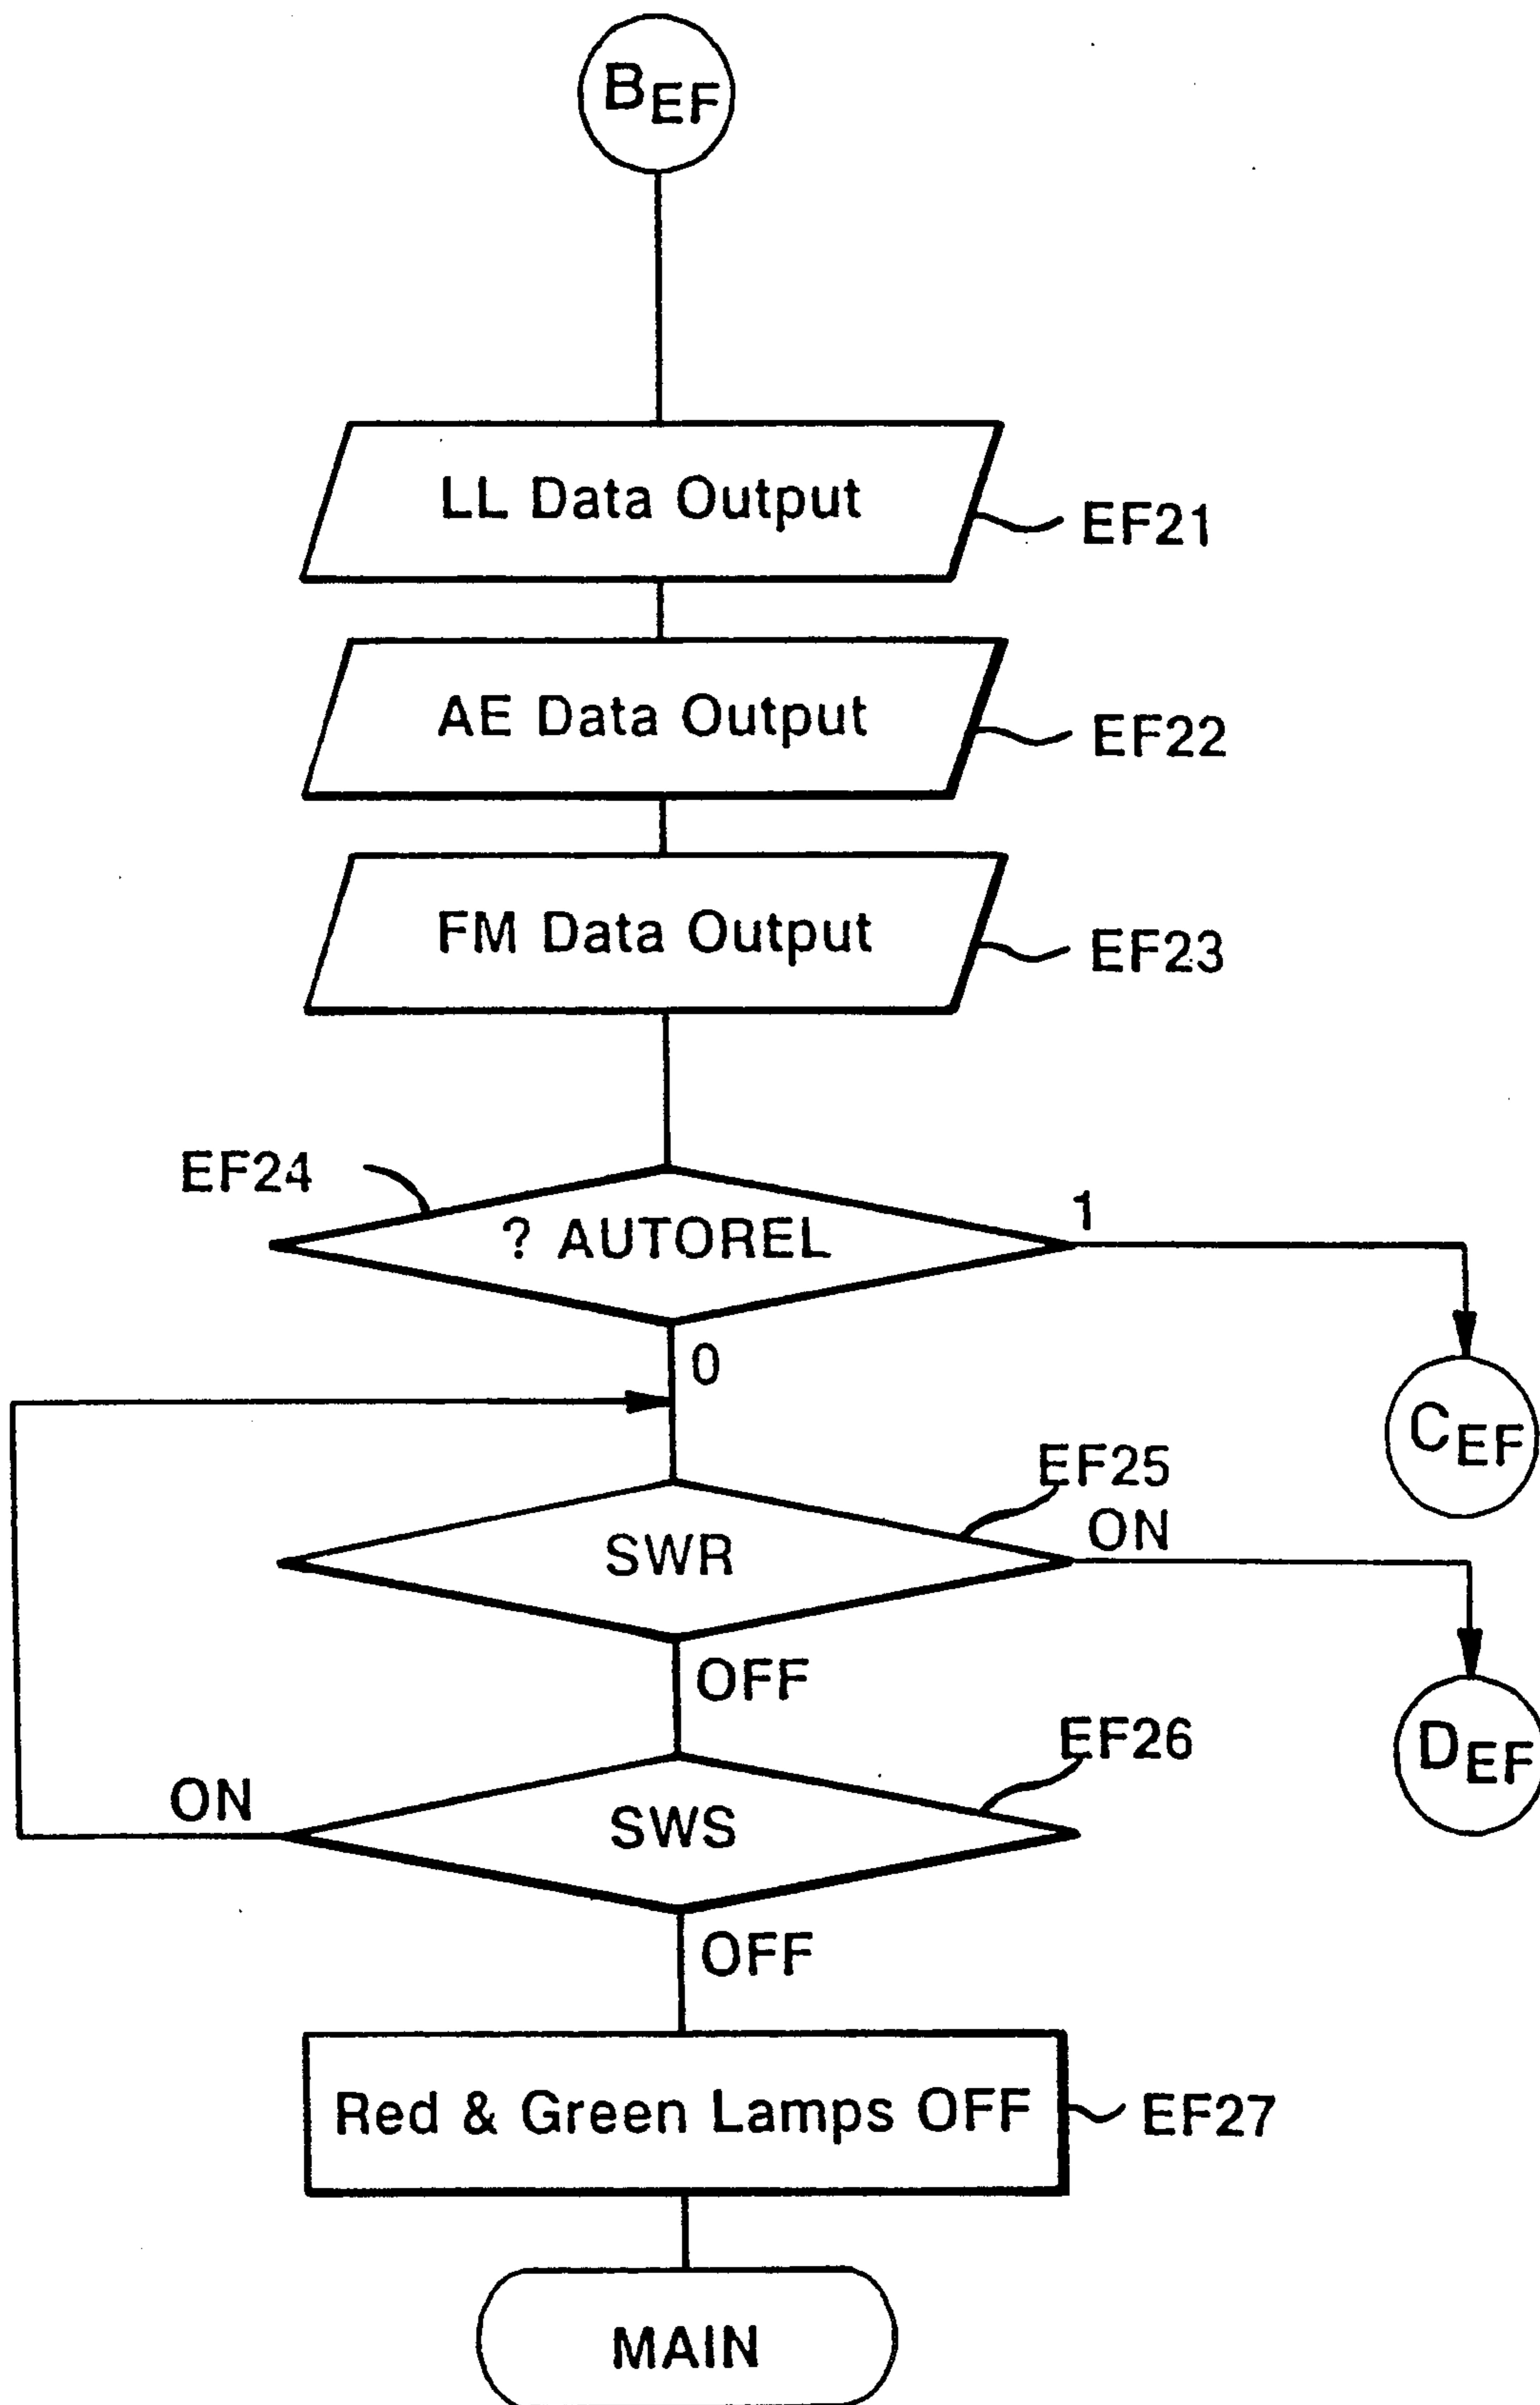 BEF
LL Data Output
EF21
AE Data Output
EF22
FM Data Output
EF23
EF24
? AUTOREL
1
0
CEF
EF25
SWR
ON
OFF
DEF
EF26
ON
SWS
OFF
Red & Green Lamps OFF
EF27
MAIN